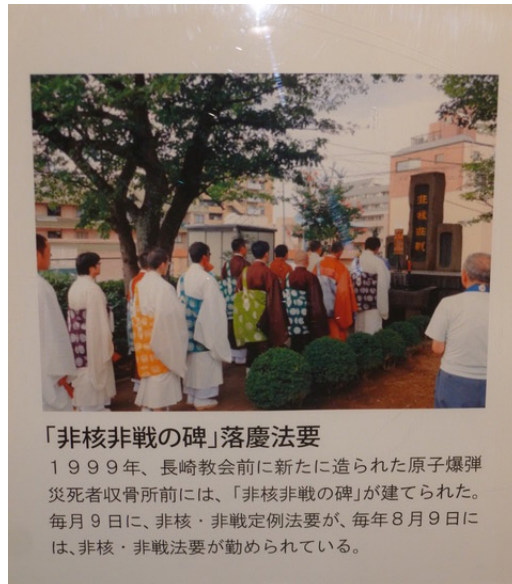 非核非戦
「非核非戦の碑」落慶法要
１９９９年、長崎教会前に新たに造られた原子爆弾
災死者収骨所前には、「非核非戦の碑」が建てられた。
毎月９日に、非核・非戦定例法要が、毎年８月９日に
は、非核・非戦法要が勤められている。